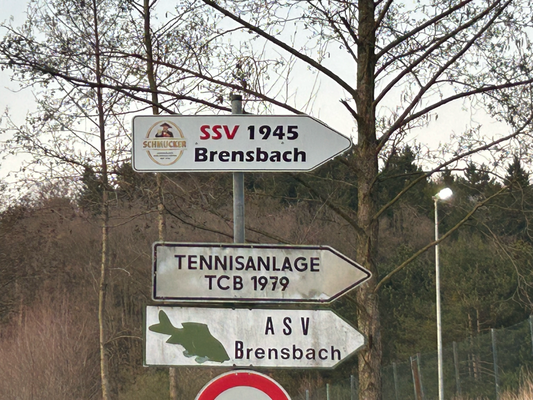 SCHMUCKER
SSV 1945
Brensbach
TENNISANLAGE
TCB 1979
ASV
Brensbach